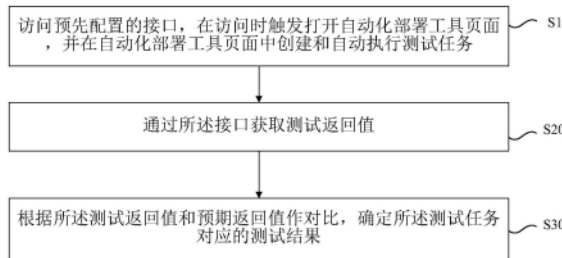 访问预先配置的接口，在访问时触发打开自动化部署工具页面
，并在自动化部署工具页面中创建和自动执行测试任务
S1
通过所述接口获取测试返回值
S20
根据所述测试返回值和预期返回值作对比，确定所述测试任务
对应的测试结果
S30